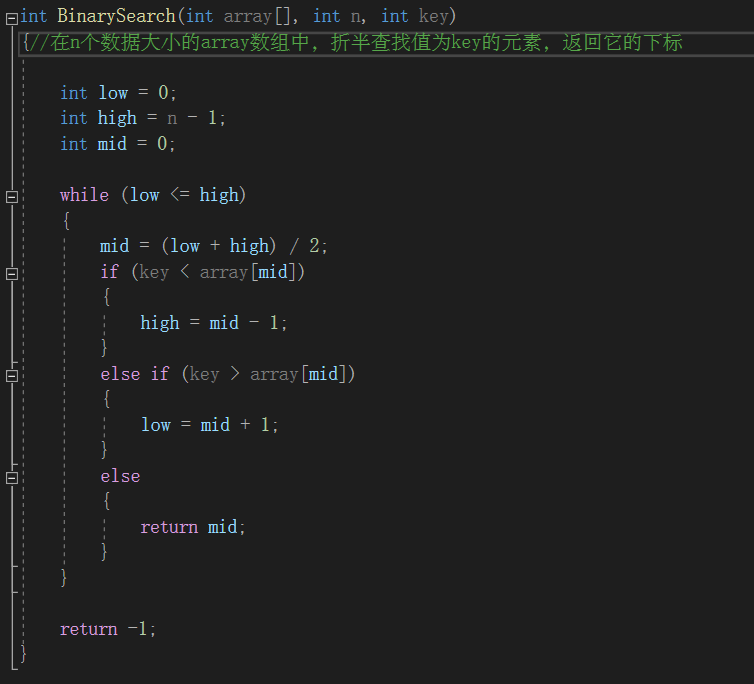 int BinarySearch(int array[], int n, int key)
{//在n个数据大小的array数组中，折半查找值为key的元素，返回它的下标
int low = 0;
int high = n - 1;
int mid = 0;
while (low <= high)
{
mid = (low + high) / 2;
if (key < array[mid])
{
high = mid - 1;
}
else if (key > array[mid])
{
low = mid + 1;
}
else
{
return mid;
}
}
return -1;
}